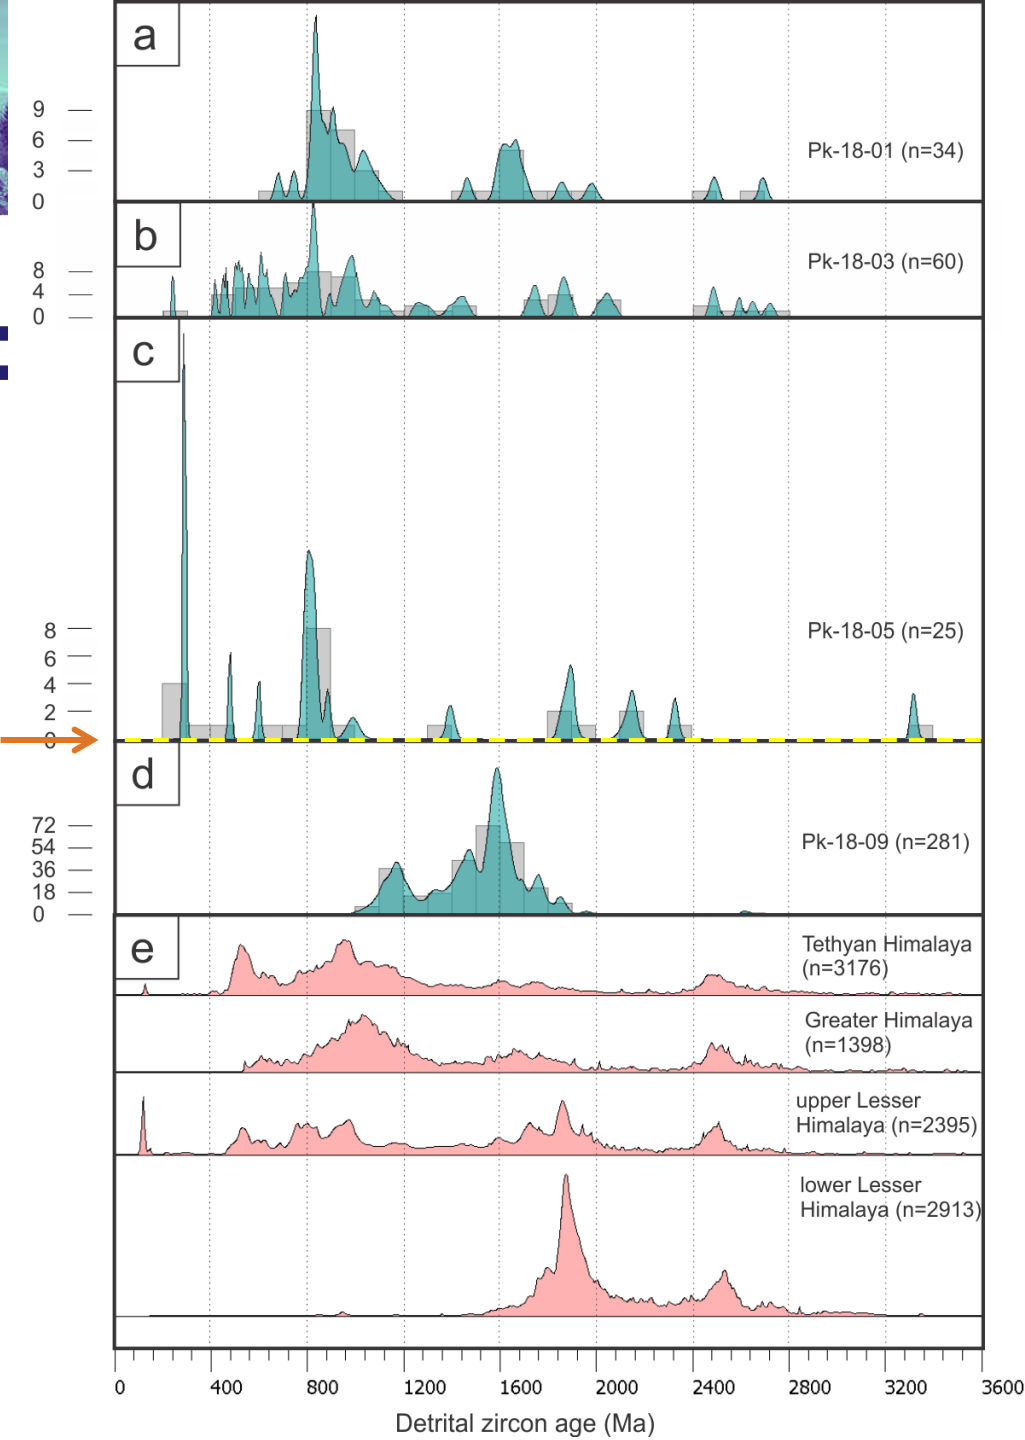 a
9
6
3
0
Pk-18-01 (n=34)
b
8
4
0
Pk-18-03 (n=60)
c
8
6
4
2
0
Pk-18-05 (n=25)
d
72
54
36
18
0
Pk-18-09 (n=281)
e
Tethyan Himalaya
(n=3176)
Greater Himalaya
(n=1398)
upper Lesser
Himalaya (n=2395)
lower Lesser
Himalaya (n=2913)
0 400 800 1200 1600 2000 2400 2800 3200 3600
Detrital zircon age (Ma)